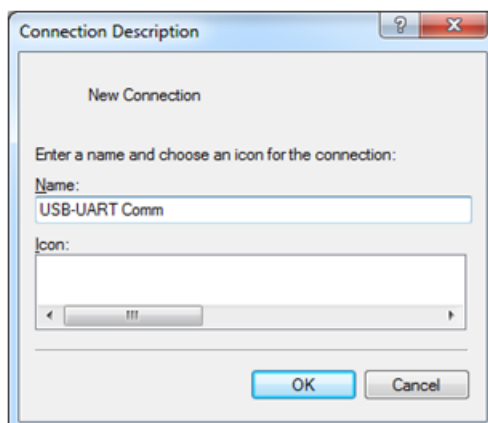 Connection Description
New Connection
Enter a name and choose an icon for the connection:
Name:
USB-UART Comm
Icon:
OK Cancel